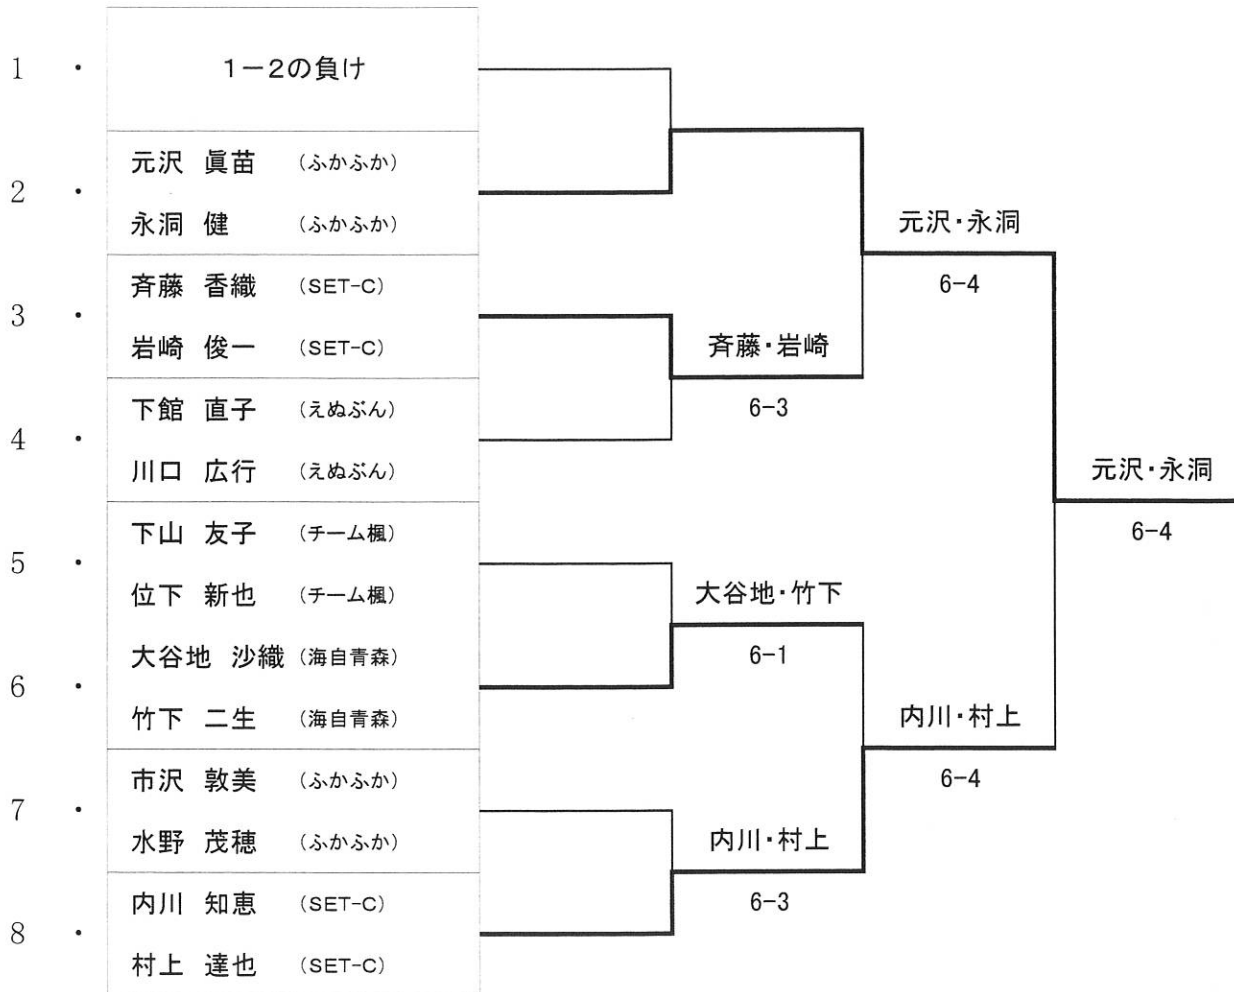 1 ・ 1－2の負け
元沢 眞苗 （ふかふか）
2 ・
永洞 健 （ふかふか）
元沢・永洞
斉藤 香織 （SET-C）
6-4
3 ・
岩崎 俊一 （SET-C）
斉藤・岩崎
下館 直子 （えぬぶん）
6-3
4 ・
川口 広行 （えぬぶん）
元沢・永洞
下山 友子 （チーム楓）
6-4
5 ・
位下 新也 （チーム楓）
大谷地・竹下
大谷地 沙織 （海自青森）
6-1
6 ・
竹下 二生 （海自青森）
内川・村上
市沢 敦美 （ふかふか）
6-4
7 ・
水野 茂穂 （ふかふか）
内川・村上
内川 知恵 （SET-C）
6-3
8 ・
村上 達也 （SET-C）